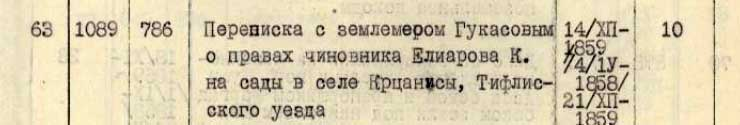 63 1089 786 Переписка с землемером Гукасовым 14/ХП- 10
о правах чиновника Елиарова К. 1859
на сады в селе Крцанисы, Тифлис- /4/1У-
ского уезда 1858/
21/ХП-
1859